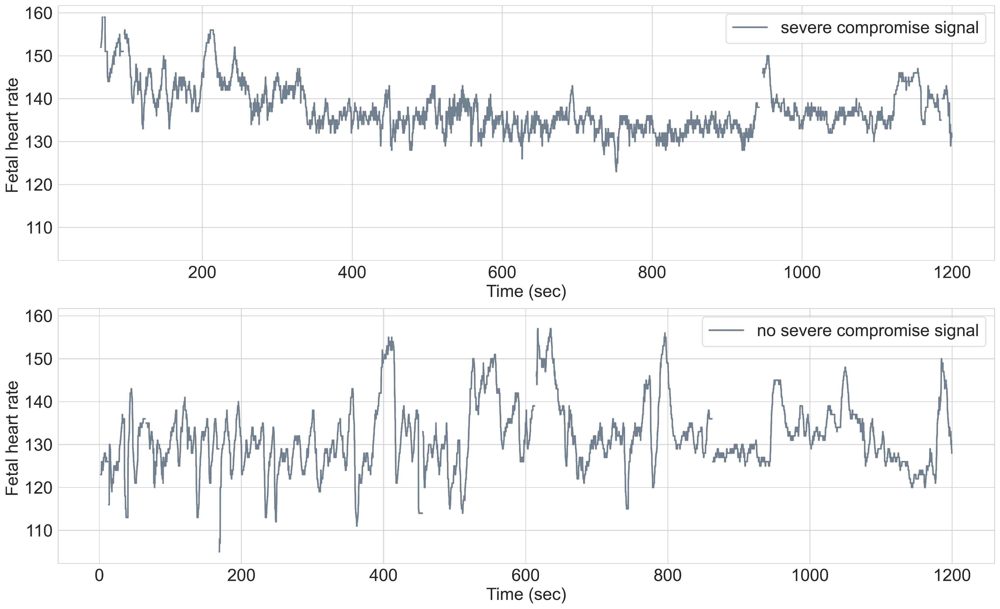 160
150
140
130
120
110
Fetal heart rate
severe compromise signal
200 400 600 800 1000 1200
Time (sec)
160
150
140
130
120
110
Fetal heart rate
no severe compromise signal
0 200 400 600 800 1000 1200
Time (sec)